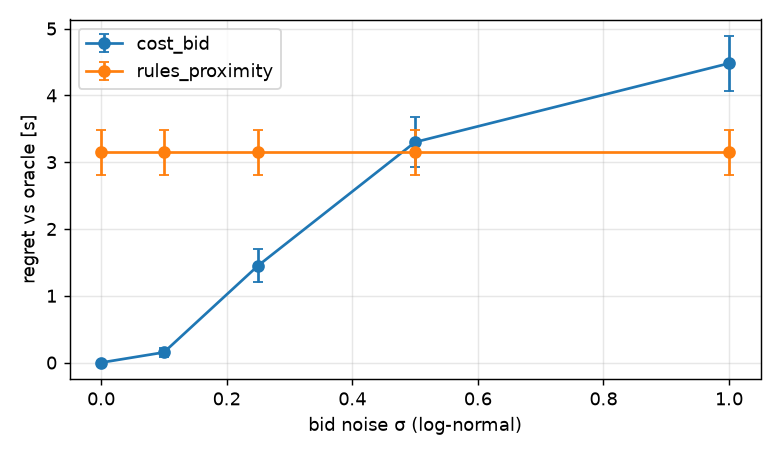 cost_bid
rules_proximity
regret vs oracle [s]
5
4
3
2
1
0
0.0 0.2 0.4 0.6 0.8 1.0
bid noise σ (log-normal)